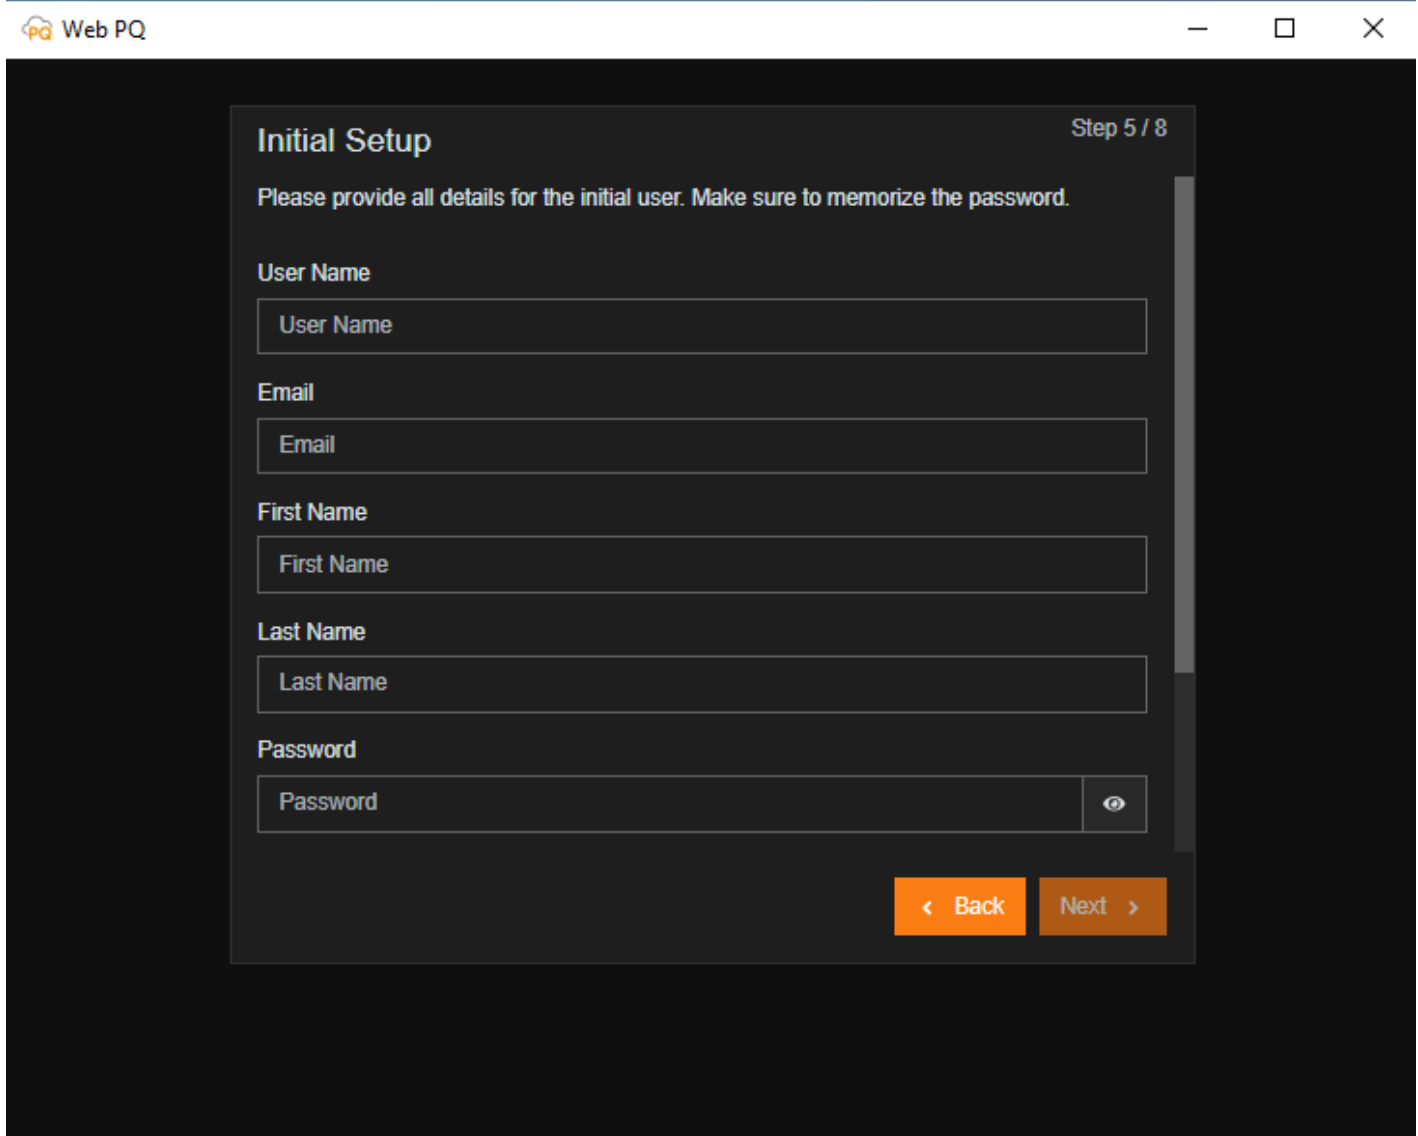 PQ Web PQ
Initial Setup
Step 5 / 8
Please provide all details for the initial user. Make sure to memorize the password.
User Name
User Name
Email
Email
First Name
First Name
Last Name
Last Name
Password
Password
Back
Next